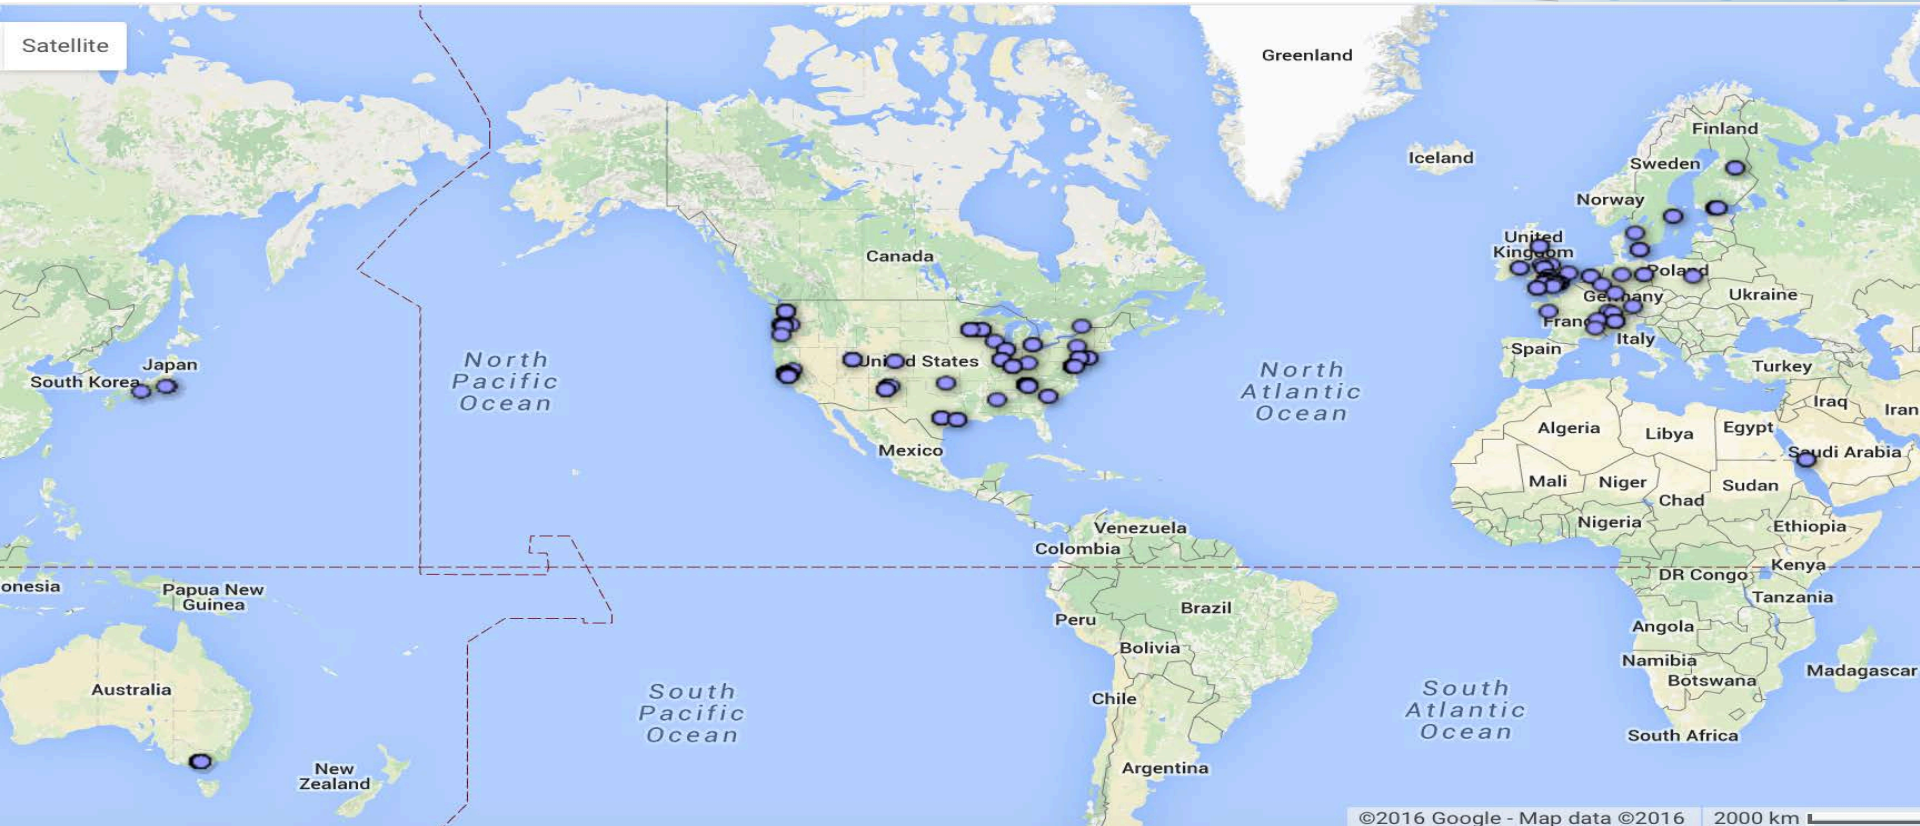 Satellite
Greenland
Finland
Iceland
Sweden
Norway
United
Kingdom
Canada
Poland
Germany
Ukraine
France
Italy
Spain
Turkey
Japan
South Korea
North
Pacific
Ocean
United States
North
Atlantic
Ocean
Iraq
Iran
Algeria
Libya
Egypt
Saudi Arabia
Mexico
Mali
Niger
Chad
Sudan
Nigeria
Ethiopia
Venezuela
Colombia
DR Congo
Kenya
onesia
Papua New
Guinea
Tanzania
Brazil
Peru
Angola
Bolivia
Namibia
Botswana
Madagascar
Australia
South
Pacific
Ocean
Chile
South
Atlantic
Ocean
South Africa
New
Zealand
Argentina
©2016 Google - Map data ©2016
2000 km